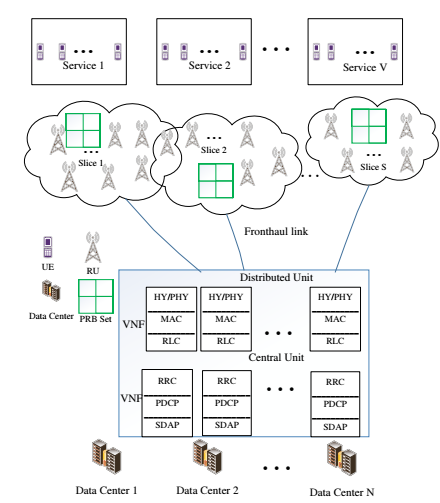 Service 1
Service 2
Service V
Slice 1
Slice 2
Slice S
Fronthaul link
UE
RU
Data Center
PRB Set
Distributed Unit
VNF
HY/PHY
MAC
RLC
HY/PHY
MAC
RLC
HY/PHY
MAC
RLC
Central Unit
VNF
RRC
PDCP
SDAP
RRC
PDCP
SDAP
RRC
PDCP
SDAP
Data Center 1
Data Center 2
Data Center N